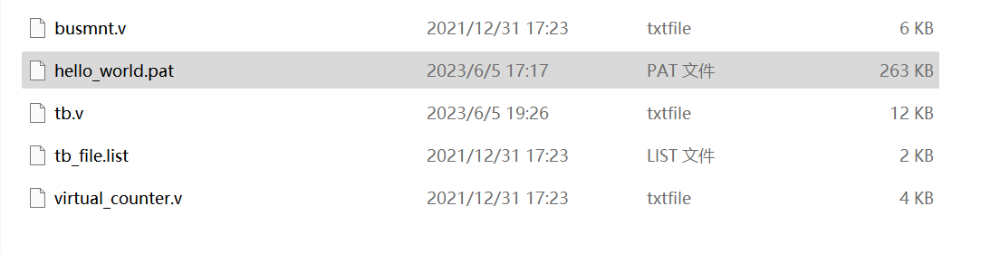 busmnt.v 2021/12/31 17:23 txtfile 6 KB
hello_world.pat 2023/6/5 17:17 PAT 文件 263 KB
tb.v 2023/6/5 19:26 txtfile 12 KB
tb_file.list 2021/12/31 17:23 LIST 文件 2 KB
virtual_counter.v 2021/12/31 17:23 txtfile 4 KB